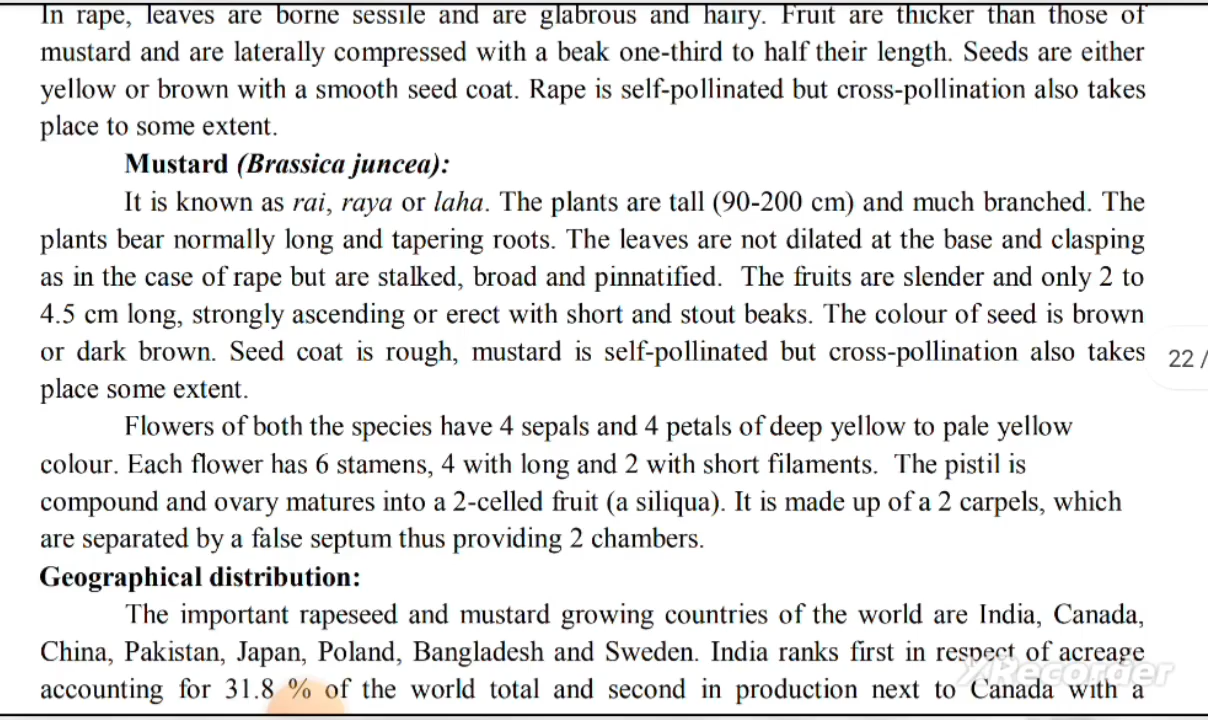 In rape, leaves are borne sessile and are glabrous and hairy. Fruit are thicker than those of
mustard and are laterally compressed with a beak one-third to half their length. Seeds are either
yellow or brown with a smooth seed coat. Rape is self-pollinated but cross-pollination also takes
place to some extent.
Mustard (Brassica juncea):
It is known as rai, raya or laha. The plants are tall (90-200 cm) and much branched. The
plants bear normally long and tapering roots. The leaves are not dilated at the base and clasping
as in the case of rape but are stalked, broad and pinnatified. The fruits are slender and only 2 to
4.5 cm long, strongly ascending or erect with short and stout beaks. The colour of seed is brown
or dark brown. Seed coat is rough, mustard is self-pollinated but cross-pollination also takes
22 /
place some extent.
Flowers of both the species have 4 sepals and 4 petals of deep yellow to pale yellow
colour. Each flower has 6 stamens, 4 with long and 2 with short filaments. The pistil is
compound and ovary matures into a 2-celled fruit (a siliqua). It is made up of a 2 carpels, which
are separated by a false septum thus providing 2 chambers.
Geographical distribution:
The important rapeseed and mustard growing countries of the world are India, Canada,
China, Pakistan, Japan, Poland, Bangladesh and Sweden. India ranks first in respect of acreage
accounting for 31.8 % of the world total and second in production next to Canada with a
XRecorder